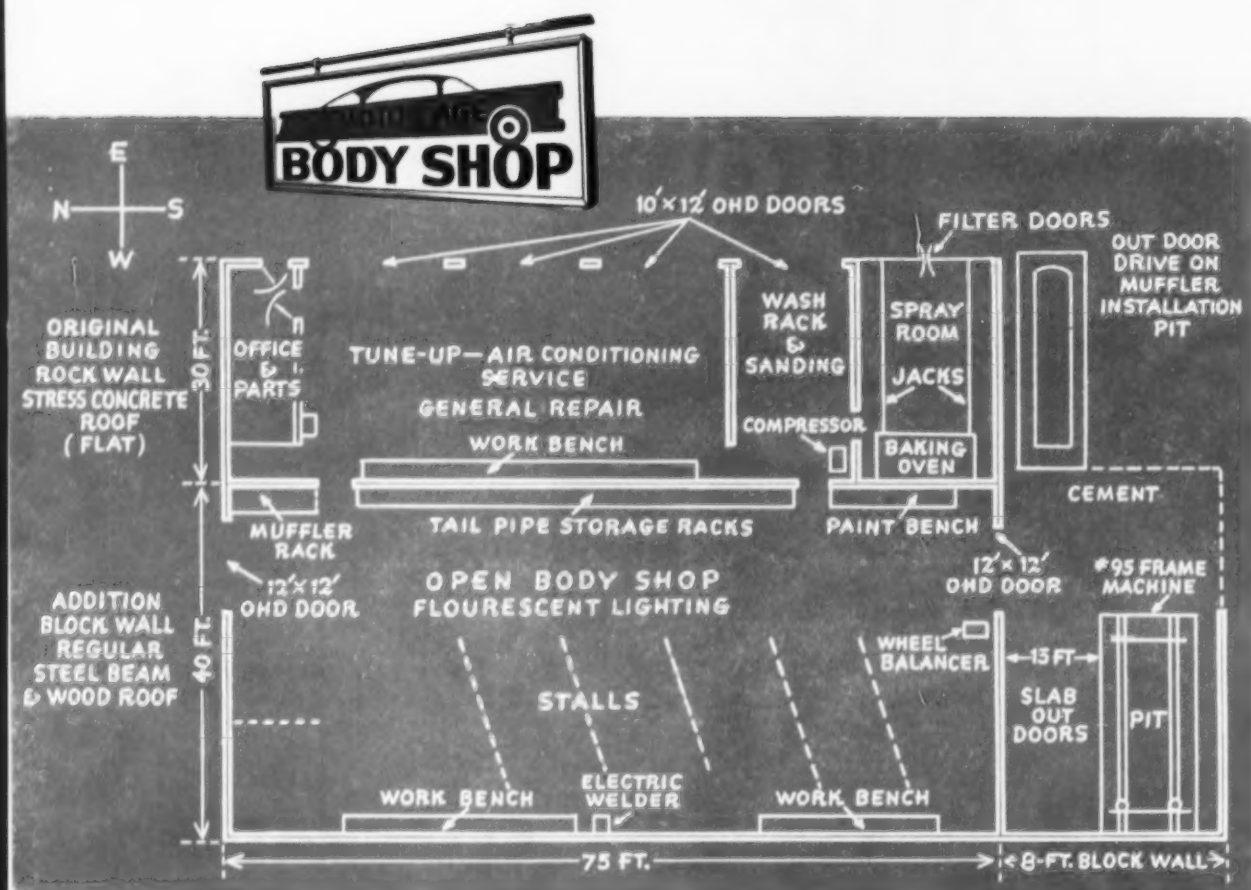 BODY SHOP
E
N
S
W
10'×12' OHD DOORS
FILTER DOORS
OUT DOOR
DRIVE ON
MUFFLER
INSTALLATION
PIT
ORIGINAL
BUILDING
ROCK WALL
STRESS CONCRETE
ROOF
(FLAT)
30 FT.
OFFICE
&
PARTS
TUNE-UP—AIR CONDITIONING
SERVICE
GENERAL REPAIR
WORK BENCH
WASH
RACK
&
SANDING
COMPRESSOR
SPRAY
ROOM
JACKS
BAKING
OVEN
CEMENT
MUFFLER
RACK
TAIL PIPE STORAGE RACKS
PAINT BENCH
12'×12'
OHD DOOR
OPEN BODY SHOP
FLOURESCENT LIGHTING
12'×12'
OHD DOOR
#95 FRAME
MACHINE
ADDITION
BLOCK WALL
REGULAR
STEEL BEAM
& WOOD ROOF
40 FT.
WHEEL
BALANCER
13 FT
SLAB
OUT
DOORS
PIT
STALLS
WORK BENCH
ELECTRIC
WELDER
WORK BENCH
75 FT.
8-FT. BLOCK WALL